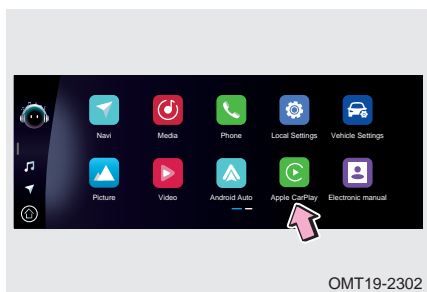 Navi Media Phone Local Settings Vehicle Settings
Picture Video Android Auto Apple CarPlay Electronic manual
OMT19-2302